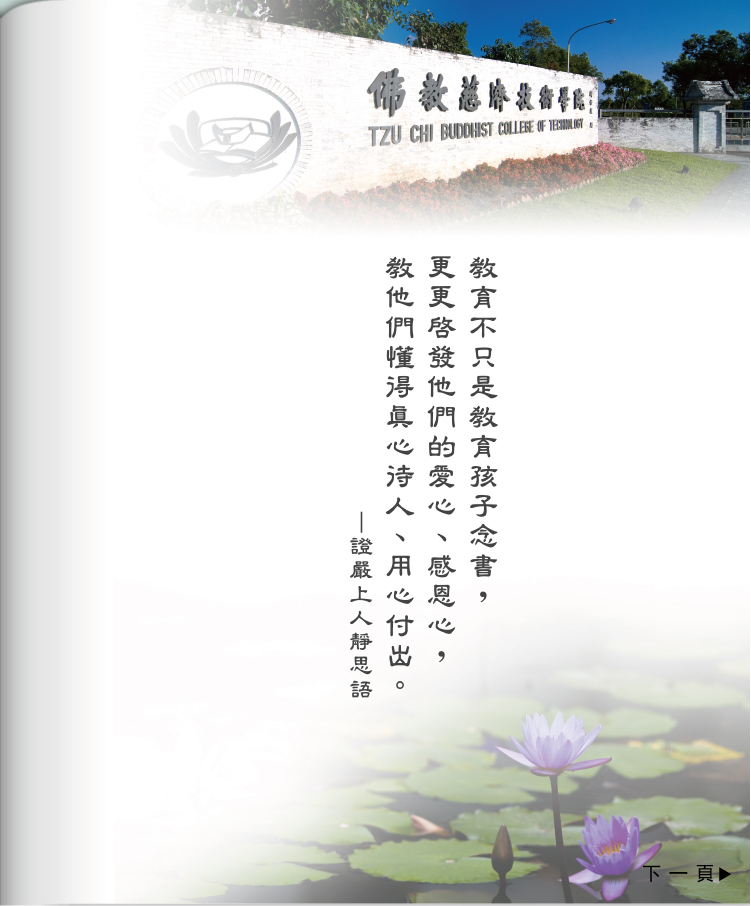 佛教慈濟技術學院
TZU CHI BUDDHIST COLLEGE OF TECHNOLOGY
教育不只是教育孩子念書，
更更啓發他們的愛心、感恩心，
教他們懂得眞心待人、用心付出。
—證嚴上人靜思語
下一頁▶